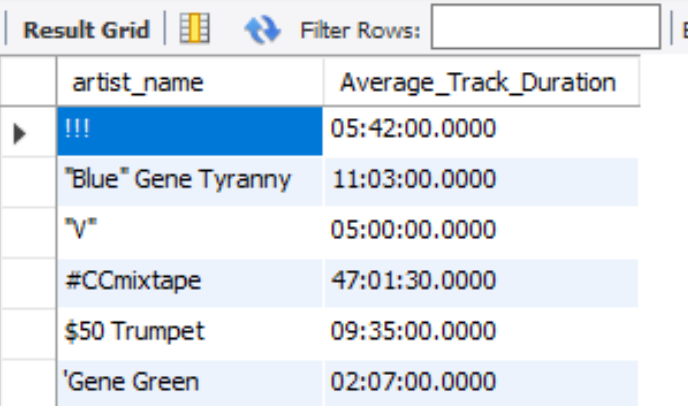 Result Grid Filter Rows:
artist_name Average_Track_Duration
!!! 05:42:00.0000
"Blue" Gene Tyranny 11:03:00.0000
"V" 05:00:00.0000
#CCmixtape 47:01:30.0000
$50 Trumpet 09:35:00.0000
'Gene Green 02:07:00.0000